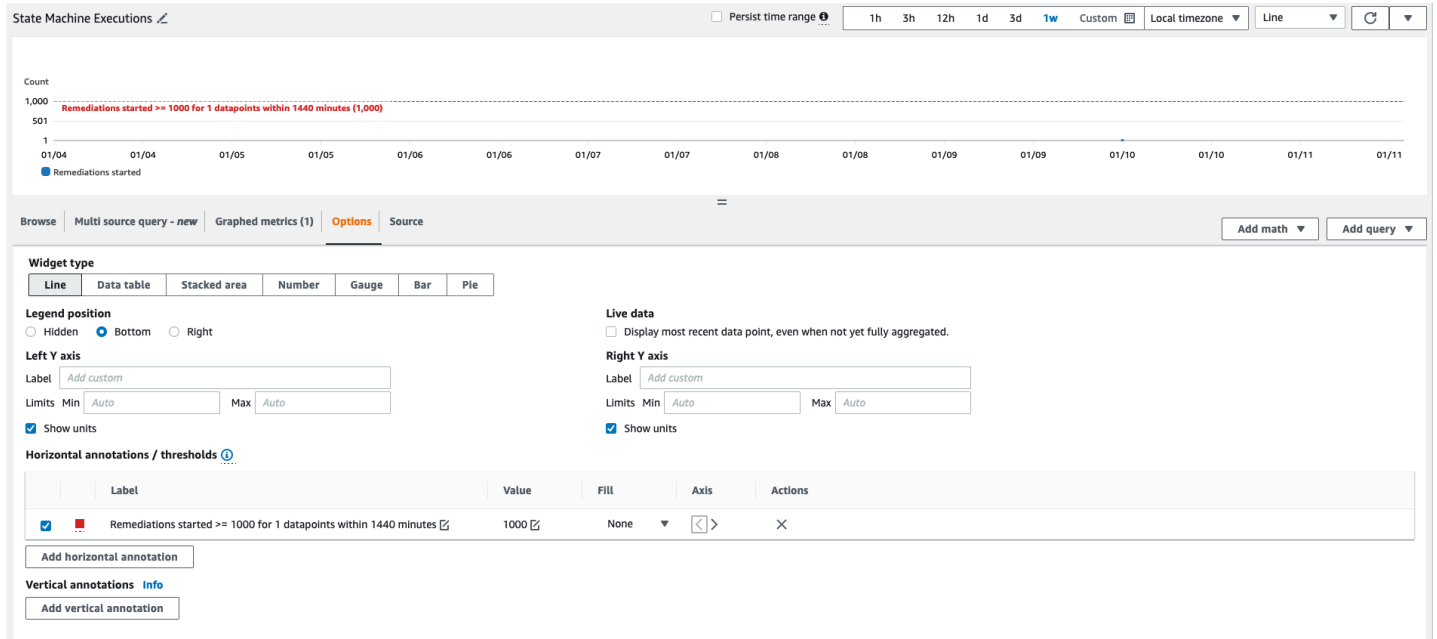 State Machine Executions
Persist time range 1h 3h 12h 1d 3d 1w Custom Local timezone Line
Count
1,000
Remediations started >= 1000 for 1 datapoints within 1440 minutes (1,000)
501
1
01/04 01/04 01/05 01/05 01/06 01/06 01/07 01/07 01/08 01/08 01/09 01/09 01/10 01/10 01/11 01/11
Remediations started
Browse Multi source query - new Graphed metrics (1) Options Source
Add math Add query
Widget type
Line Data table Stacked area Number Gauge Bar Pie
Legend position
Hidden Bottom Right
Live data
Display most recent data point, even when not yet fully aggregated.
Left Y axis
Label Add custom
Limits Min Auto Max Auto
Show units
Right Y axis
Label Add custom
Limits Min Auto Max Auto
Show units
Horizontal annotations / thresholds
Label Value Fill Axis Actions
Remediations started >= 1000 for 1 datapoints within 1440 minutes 1000 None
Add horizontal annotation
Vertical annotations Info
Add vertical annotation